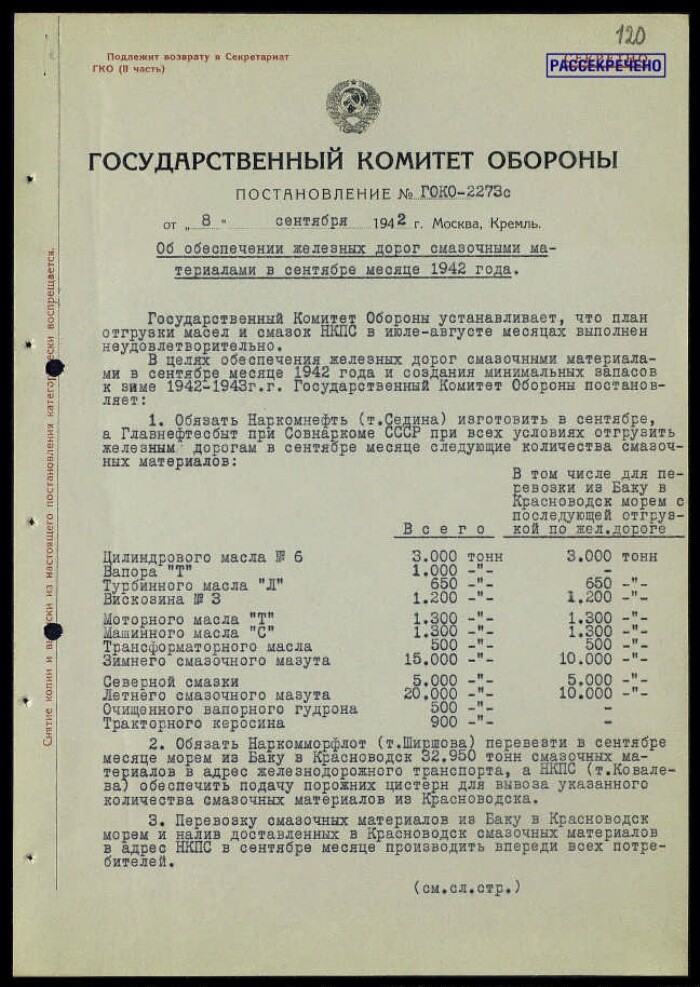 120
Подлежит возврату в Секретариат
ГКО (II часть)
СЕКРЕТНО
РАССЕКРЕЧЕНО
ГОСУДАРСТВЕННЫЙ КОМИТЕТ ОБОРОНЫ
ПОСТАНОВЛЕНИЕ № ГОКО-2273с
от „ 8 " сентября 1942 г. Москва, Кремль.
Об обеспечении железных дорог смазочными ма-
териалами в сентябре месяце 1942 года.
Государственный Комитет Обороны устанавливает, что план
отгрузки масел и смазок НКПС в июле-августе месяцах выполнен
неудовлетворительно.
В целях обеспечения железных дорог смазочными материала-
ми в сентябре месяце 1942 года и создания минимальных запасов
к зиме 1942-1943г.г. Государственный Комитет Обороны постанов-
ляет:
1. Обязать Наркомнефть (т.Седина) изготовить в сентябре,
а Главнефтесбыт при Совнаркоме СССР при всех условиях отгрузить
железным дорогам в сентябре месяце следующие количества смазоч-
ных материалов:
В том числе для пе-
ревозки из Баку в
Красноводск морем с
последующей отгруз-
Всего кой по жел.дороге
Цилиндрового масла № 6 3.000 тонн 3.000 тонн
Вапора "Т" 1.000 -"- -
Турбинного масла "Л" 650 -"- 650 -"-
Вискозина № 3 1.200 -"- 1.200 -"-
Моторного масла "Т" 1.300 -"- 1.300 -"-
Машинного масла "С" 1.300 -"- 1.300 -"-
Трансформаторного масла 500 -"- 500 -"-
Зимнего смазочного мазута 15.000 -"- 10.000 -"-
Северной смазки 5.000 -"- 5.000 -"-
Летнего смазочного мазута 20.000 -"- 10.000 -"-
Очищенного вапорного гудрона 500 -"- -
Тракторного керосина 900 -"- -
2. Обязать Наркомморфлот (т.Ширшова) перевезти в сентябре
месяце морем из Баку в Красноводск 32.950 тонн смазочных ма-
териалов в адрес железнодорожного транспорта, а НКПС (т.Ковале-
ва) обеспечить подачу порожних цистерн для вывоза указанного
количества смазочных материалов из Красноводска.
3. Перевозку смазочных материалов из Баку в Красноводск
морем и налив доставленных в Красноводск смазочных материалов
в адрес НКПС в сентябре месяце производить впереди всех потре-
бителей.
(см.сл.стр.)
Снятие копии и выписки из настоящего постановления категорически воспрещается.